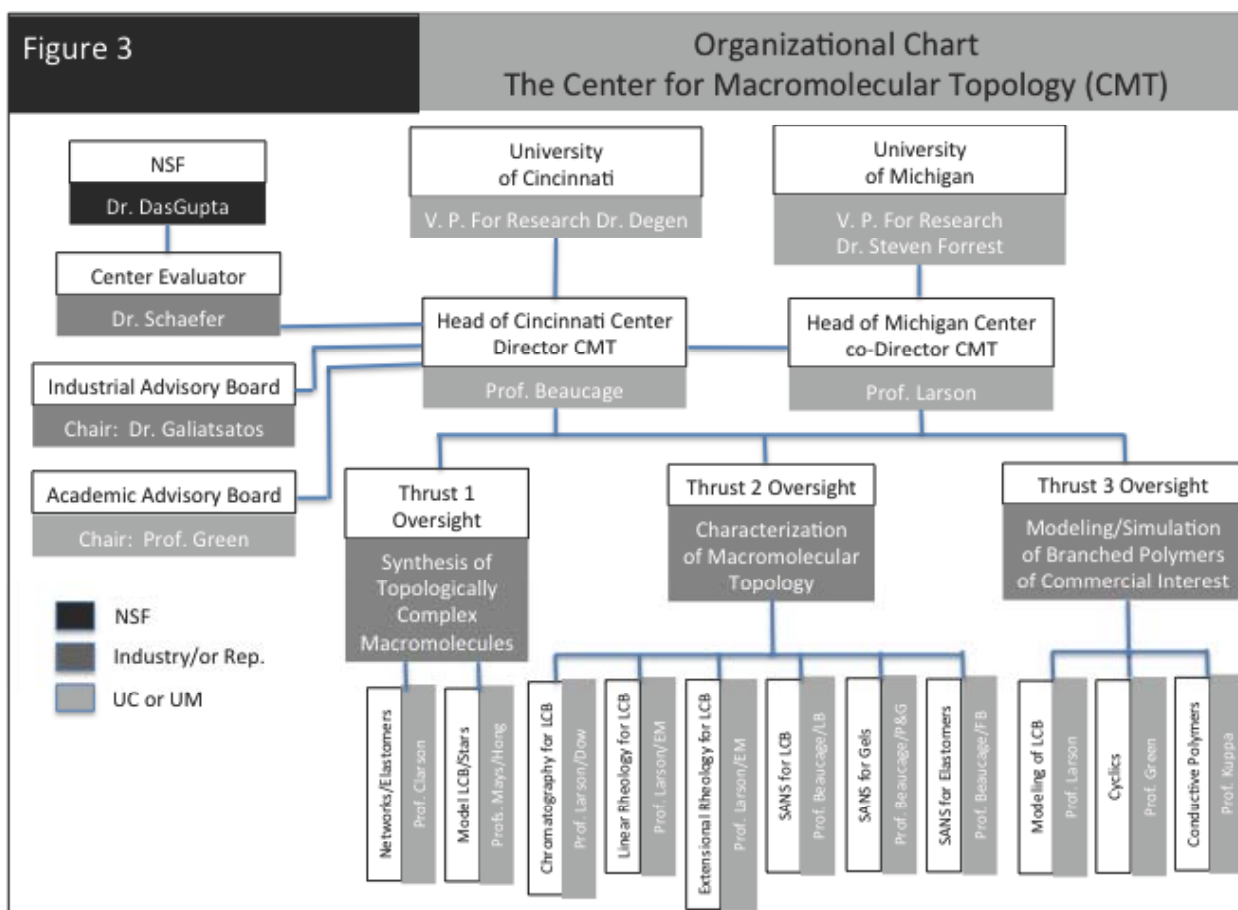 Figure 3
Organizational Chart
The Center for Macromolecular Topology (CMT)
NSF
Dr. DasGupta
University
of Cincinnati
V. P. For Research Dr. Degen
University
of Michigan
V. P. For Research
Dr. Steven Forrest
Center Evaluator
Dr. Schaefer
Head of Cincinnati Center
Director CMT
Prof. Beaucage
Head of Michigan Center
co-Director CMT
Prof. Larson
Industrial Advisory Board
Chair: Dr. Galiatsatos
Academic Advisory Board
Chair: Prof. Green
Thrust 1
Oversight
Synthesis of
Topologically
Complex
Macromolecules
Thrust 2 Oversight
Characterization
of Macromolecular
Topology
Thrust 3 Oversight
Modeling/Simulation
of Branched Polymers
of Commercial Interest
NSF
Industry/or Rep.
UC or UM
Networks/Elastomers
Prof. Clarson
Model LCB/Stars
Profs. Mays/Hong
Chromatography for LCB
Prof. Larson/Dow
Linear Rheology for LCB
Prof. Larson/EM
Extensional Rheology for LCB
Prof. Larson/EM
SANS for LCB
Prof. Beaucage/LB
SANS for Gels
Prof. Beaucage/P&G
SANS for Elastomers
Prof. Beaucage/FB
Modeling of LCB
Prof. Larson
Cyclics
Prof. Green
Conductive Polymers
Prof. Kuppa